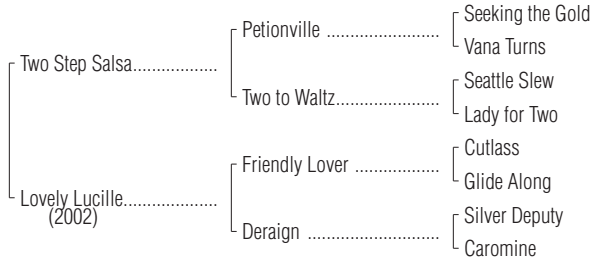 Seeking the Gold
Petionville ........................
Vana Turns
Two Step Salsa..................
Seattle Slew
Two to Waltz......................
Lady for Two
Cutlass
Friendly Lover ..................
Glide Along
Lovely Lucille....................
(2002)
Silver Deputy
Deraign ............................
Caromine